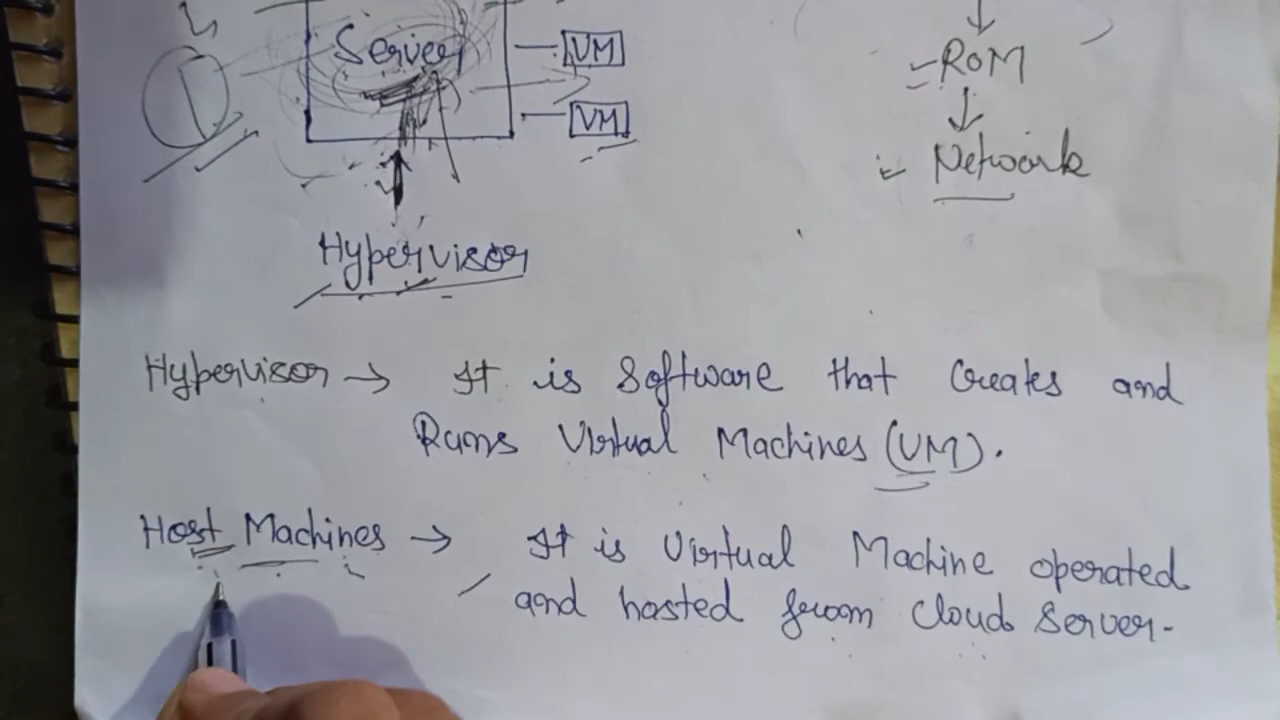 Server
VM
VM
ROM
Network
Hypervisor
Hypervisor → It is Software that Creates and
Runs Virtual Machines (VM).
Host Machines → It is Virtual Machine operated
and hosted from Cloud Server.